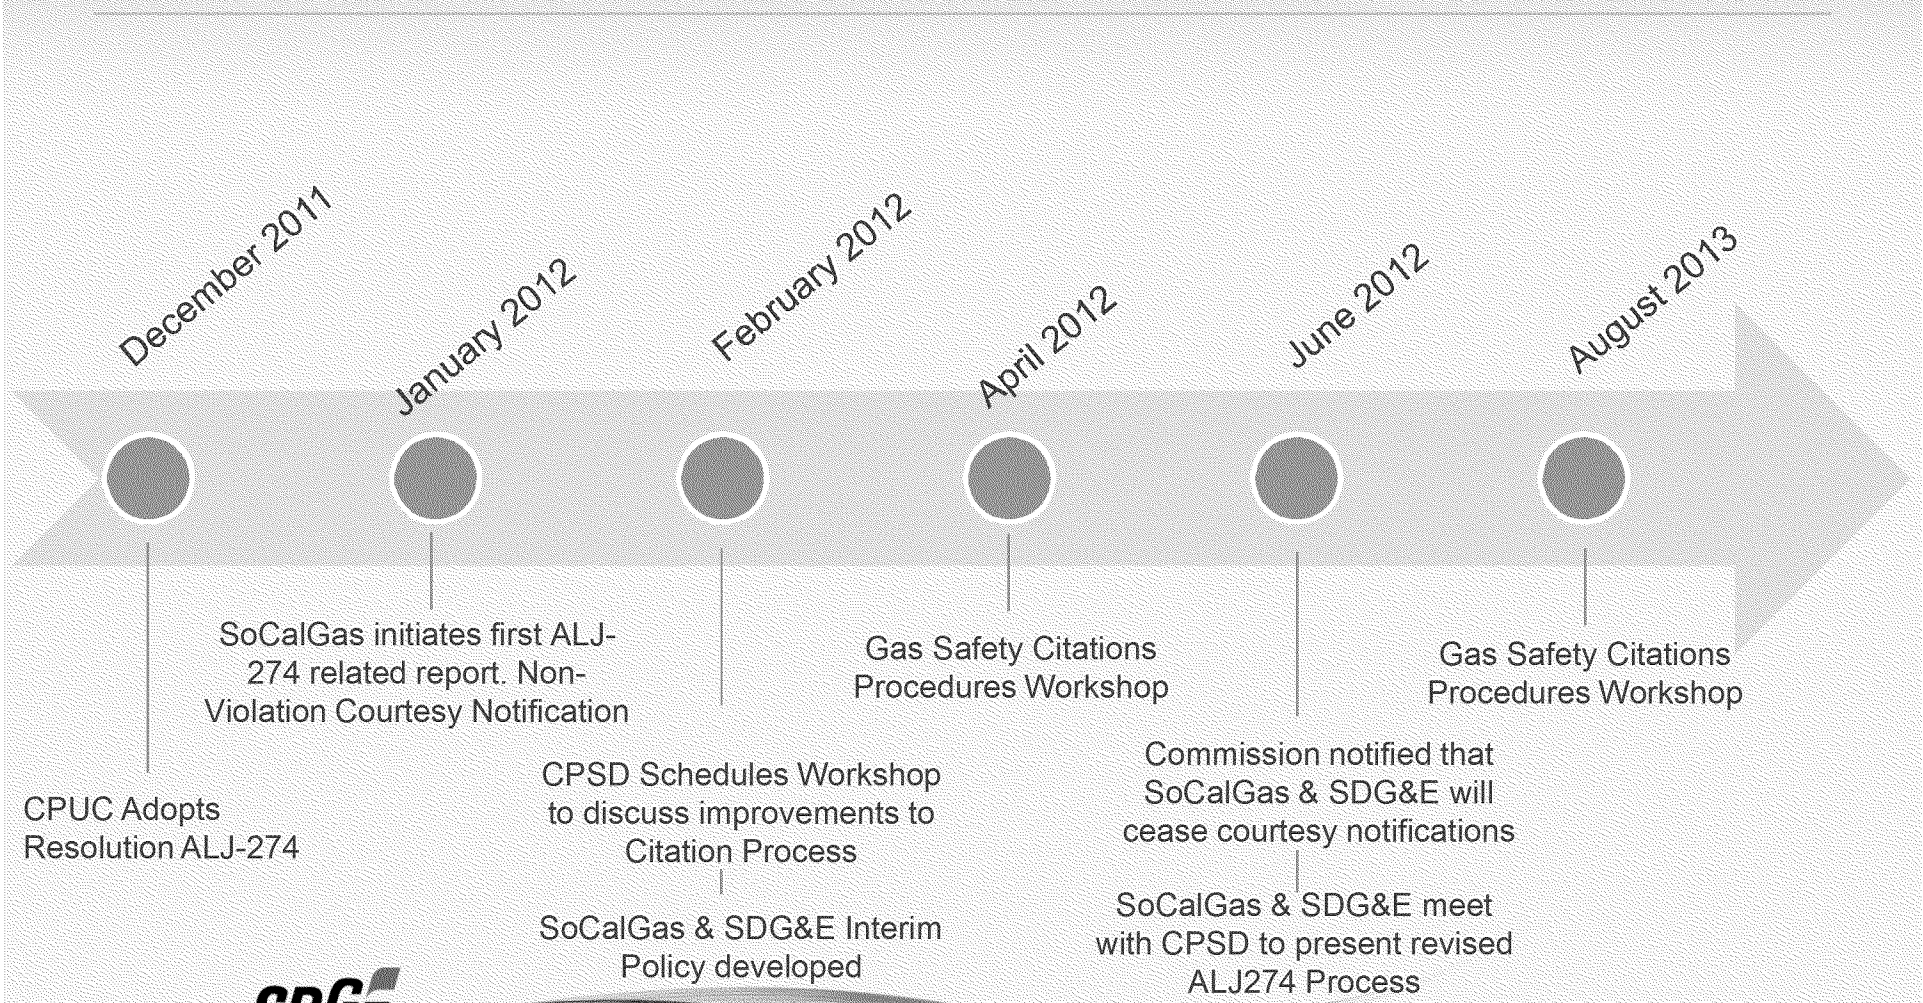 December 2011
January 2012
February 2012
April 2012
June 2012
August 2013
CPUC Adopts
Resolution ALJ-274
SoCalGas initiates first ALJ-
274 related report. Non-
Violation Courtesy Notification
CPSD Schedules Workshop
to discuss improvements to
Citation Process
SoCalGas & SDG&E Interim
Policy developed
Gas Safety Citations
Procedures Workshop
Commission notified that
SoCalGas & SDG&E will
cease courtesy notifications
SoCalGas & SDG&E meet
with CPSD to present revised
ALJ274 Process
Gas Safety Citations
Procedures Workshop